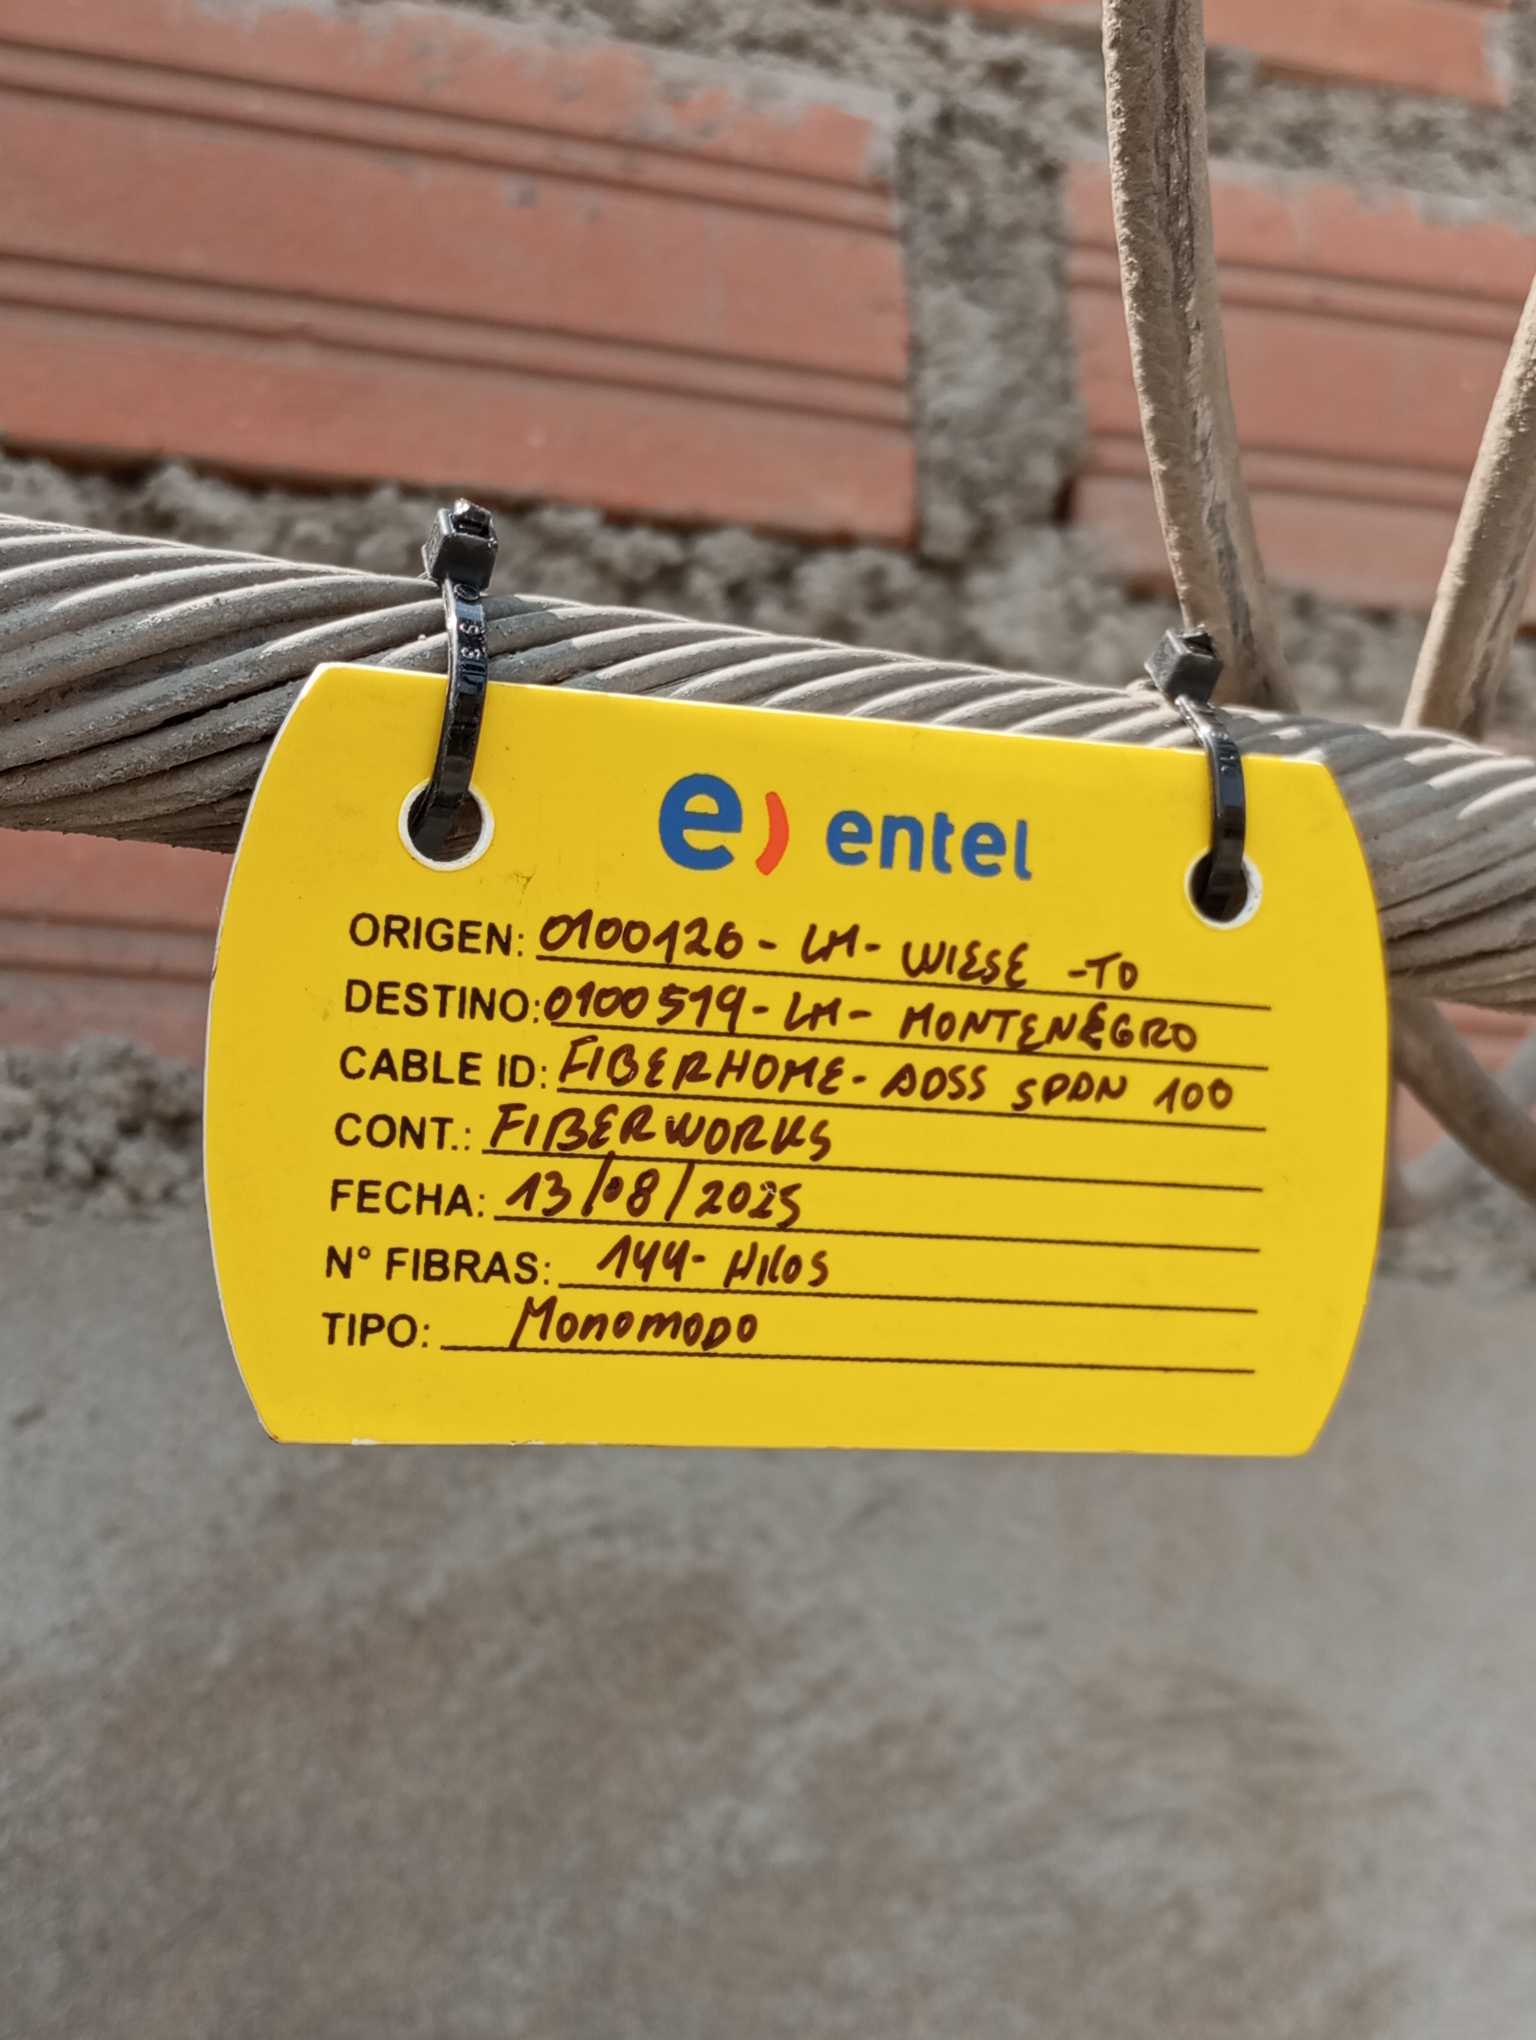 e) entel
ORIGEN: 0100126 - LM - WIESE - TO
DESTINO: 0100519 - LM - MONTENEGRO
CABLE ID: FIBERHOME - ADSS SPAN 100
CONT.: FIBERWORKS
FECHA: 13/08/2025
N° FIBRAS: 144 - HILOS
TIPO: MONOMODO